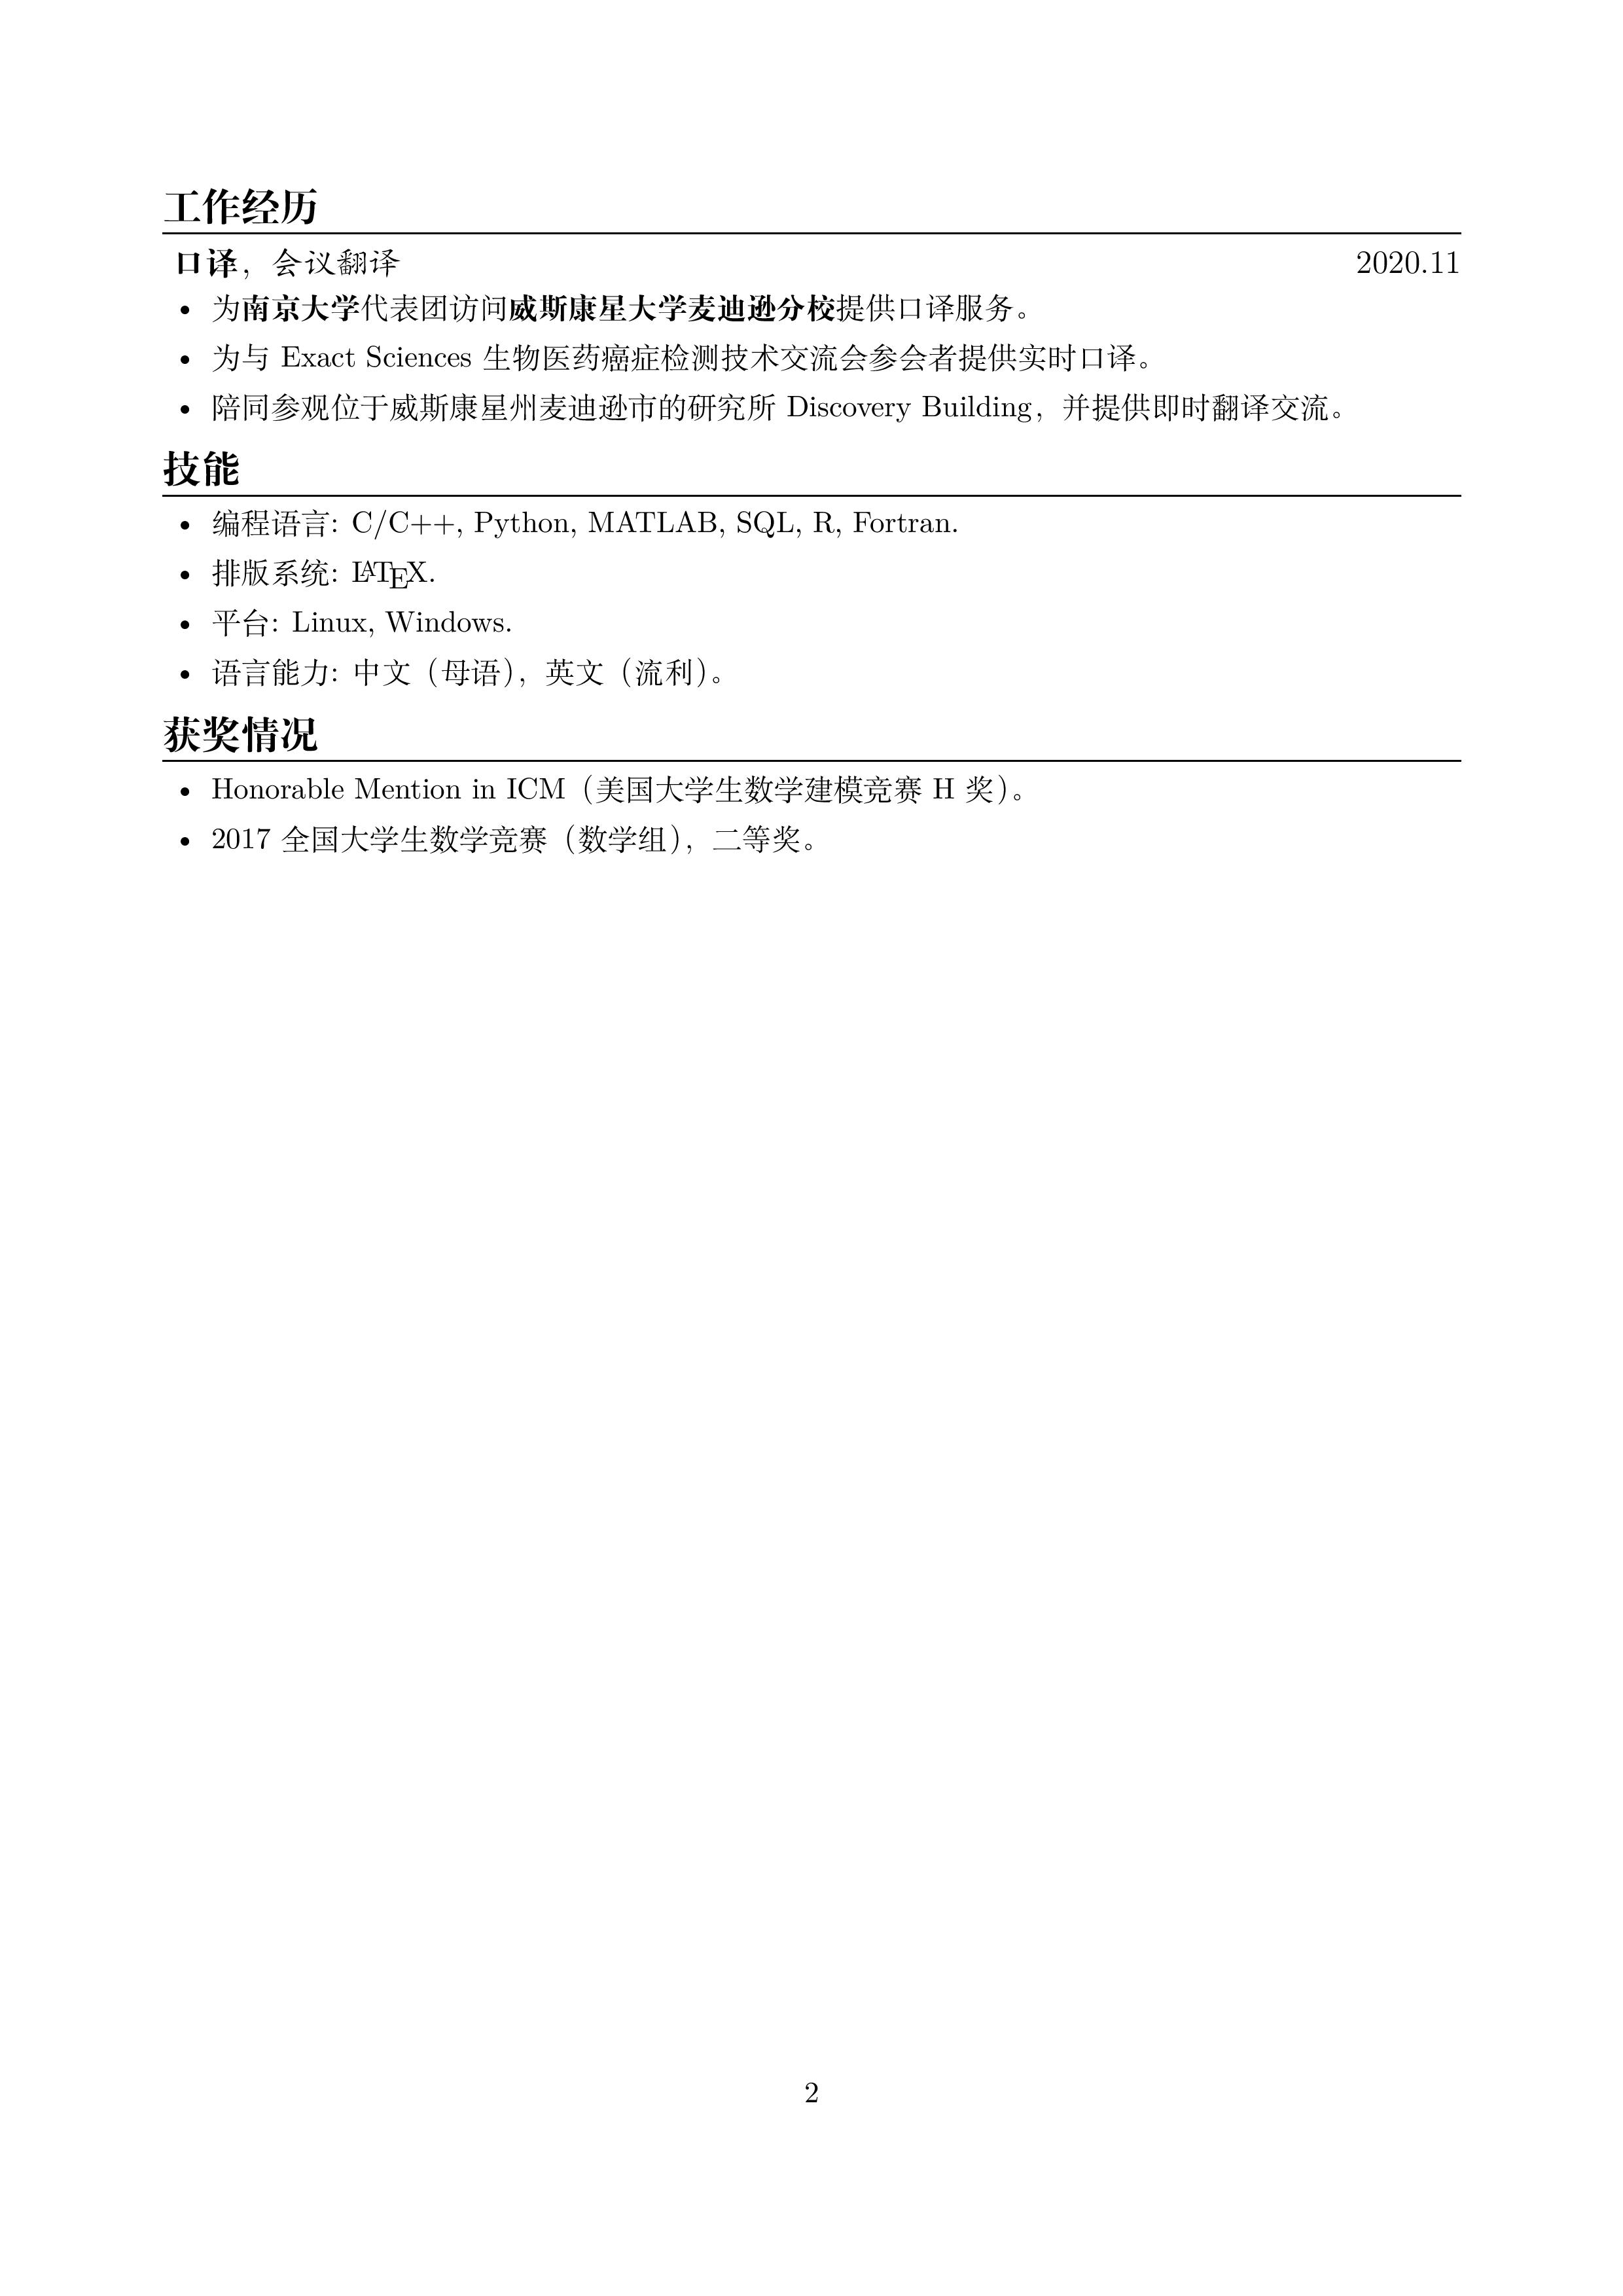 工作经历
口译，会议翻译 2020.11
• 为南京大学代表团访问威斯康星大学麦迪逊分校提供口译服务。
• 为与 Exact Sciences 生物医药癌症检测技术交流会参会者提供实时口译。
• 陪同参观位于威斯康星州麦迪逊市的研究所 Discovery Building，并提供即时翻译交流。
技能
• 编程语言: C/C++, Python, MATLAB, SQL, R, Fortran.
• 排版系统: LATEX.
• 平台: Linux, Windows.
• 语言能力: 中文（母语），英文（流利）。
获奖情况
• Honorable Mention in ICM（美国大学生数学建模竞赛 H 奖）。
• 2017 全国大学生数学竞赛（数学组），二等奖。
2